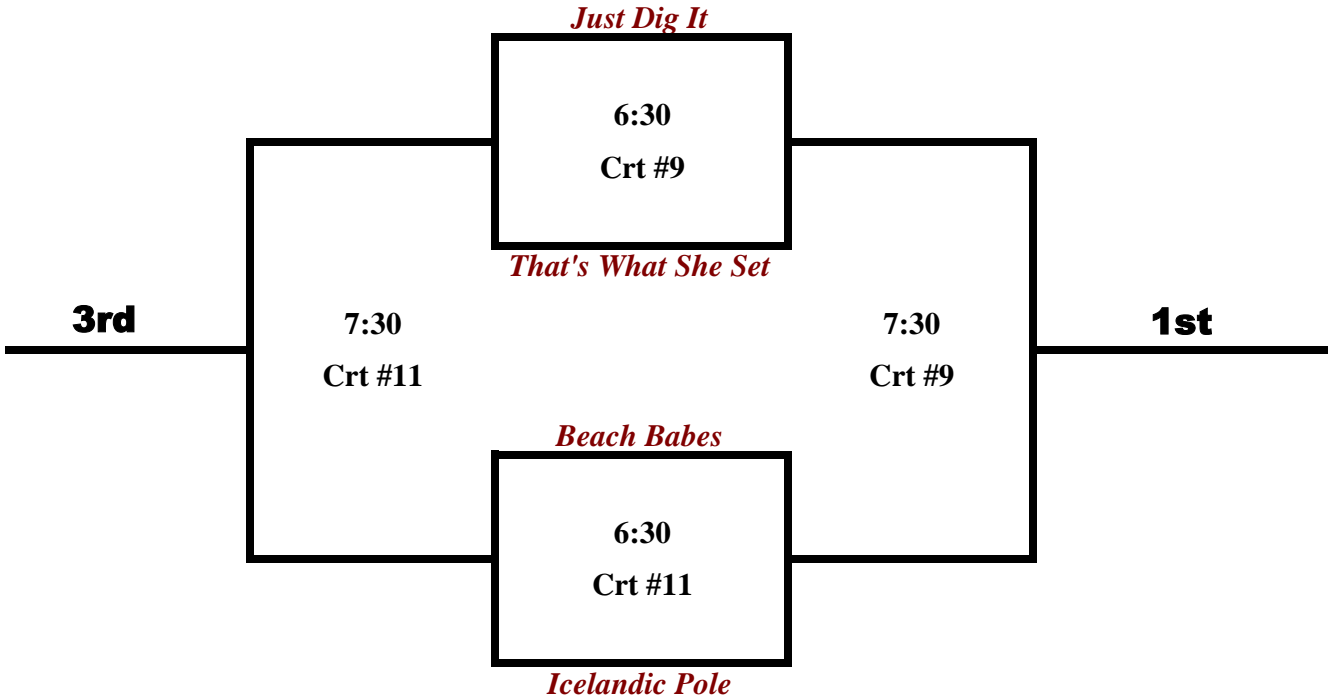 Just Dig It
6:30
Crt #9
That's What She Set
3rd
7:30
Crt #11
7:30
Crt #9
1st
Beach Babes
6:30
Crt #11
Icelandic Pole